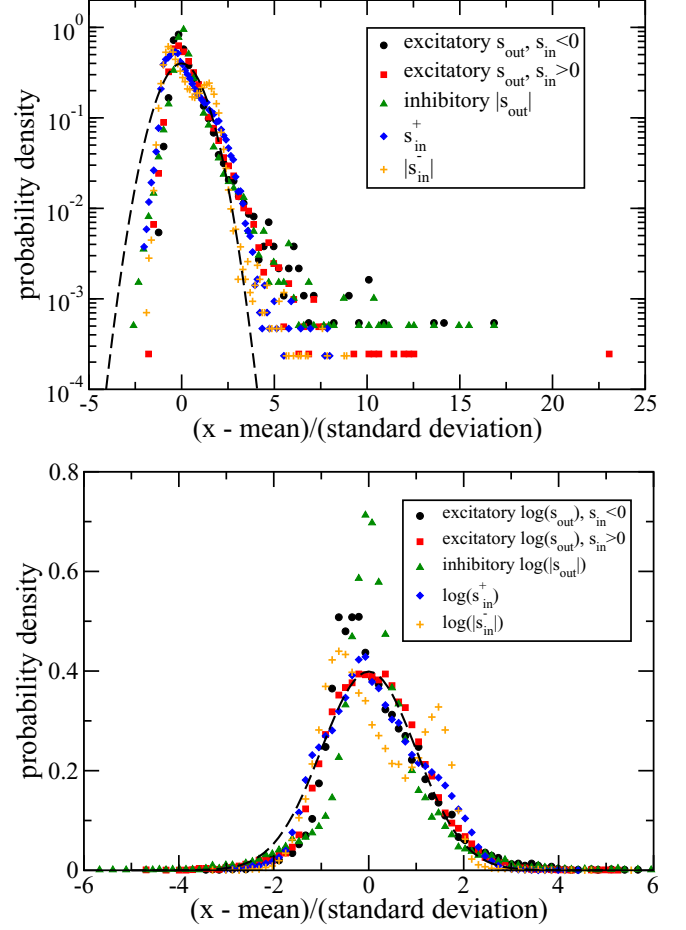 10^0
10^-1
10^-2
10^-3
10^-4
probability density
excitatory s_out, s_in<0
excitatory s_out, s_in>0
inhibitory |s_out|
s_in^+
|s_in^-|
-5 0 5 10 15 20 25
(x - mean)/(standard deviation)
0.8
0.6
0.4
0.2
0
probability density
excitatory log(s_out), s_in<0
excitatory log(s_out), s_in>0
inhibitory log(|s_out|)
log(s_in^+)
log(|s_in^-|)
-6 -4 -2 0 2 4 6
(x - mean)/(standard deviation)